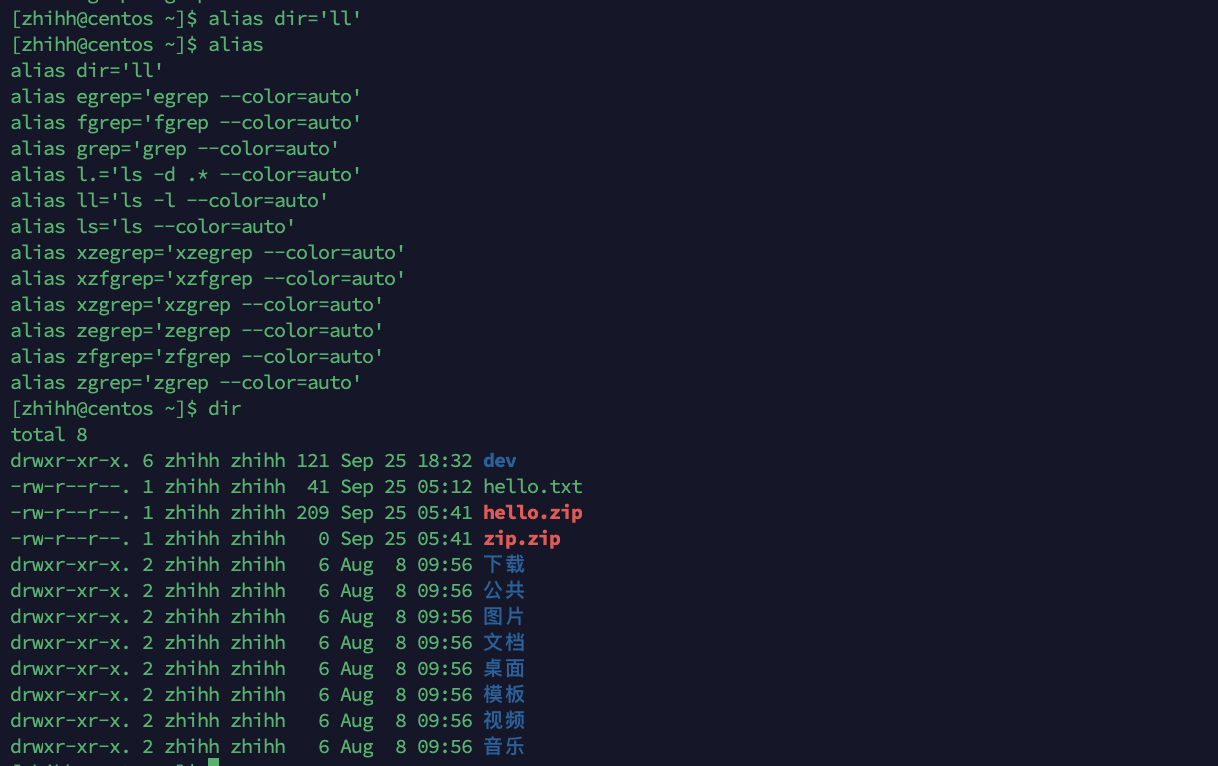 [zhihh@centos ~]$ alias dir='ll'
[zhihh@centos ~]$ alias
alias dir='ll'
alias egrep='egrep --color=auto'
alias fgrep='fgrep --color=auto'
alias grep='grep --color=auto'
alias l.='ls -d .* --color=auto'
alias ll='ls -l --color=auto'
alias ls='ls --color=auto'
alias xzegrep='xzegrep --color=auto'
alias xzfgrep='xzfgrep --color=auto'
alias xzgrep='xzgrep --color=auto'
alias zegrep='zegrep --color=auto'
alias zfgrep='zfgrep --color=auto'
alias zgrep='zgrep --color=auto'
[zhihh@centos ~]$ dir
total 8
drwxr-xr-x. 6 zhihh zhihh 121 Sep 25 18:32 dev
-rw-r--r--. 1 zhihh zhihh  41 Sep 25 05:12 hello.txt
-rw-r--r--. 1 zhihh zhihh 209 Sep 25 05:41 hello.zip
-rw-r--r--. 1 zhihh zhihh   0 Sep 25 05:41 zip.zip
drwxr-xr-x. 2 zhihh zhihh   6 Aug  8 09:56 下载
drwxr-xr-x. 2 zhihh zhihh   6 Aug  8 09:56 公共
drwxr-xr-x. 2 zhihh zhihh   6 Aug  8 09:56 图片
drwxr-xr-x. 2 zhihh zhihh   6 Aug  8 09:56 文档
drwxr-xr-x. 2 zhihh zhihh   6 Aug  8 09:56 桌面
drwxr-xr-x. 2 zhihh zhihh   6 Aug  8 09:56 模板
drwxr-xr-x. 2 zhihh zhihh   6 Aug  8 09:56 视频
drwxr-xr-x. 2 zhihh zhihh   6 Aug  8 09:56 音乐